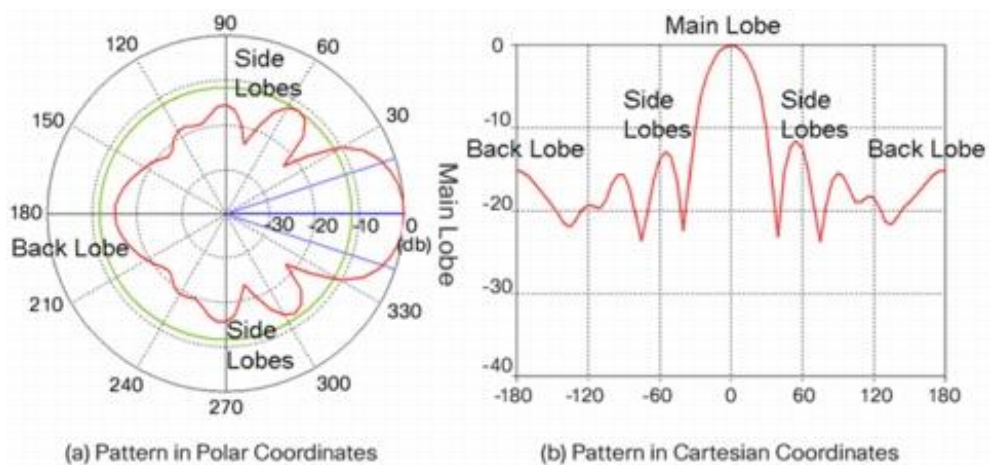 90
120
60
Side
Lobes
150
30
180
-30
-20
-10
0
(db)
Main Lobe
Back Lobe
210
330
Side
Lobes
240
300
270
(a) Pattern in Polar Coordinates
Main Lobe
0
Side
Lobes
Side
Lobes
-10
Back Lobe
Back Lobe
-20
-30
-40
-180
-120
-60
0
60
120
180
(b) Pattern in Cartesian Coordinates